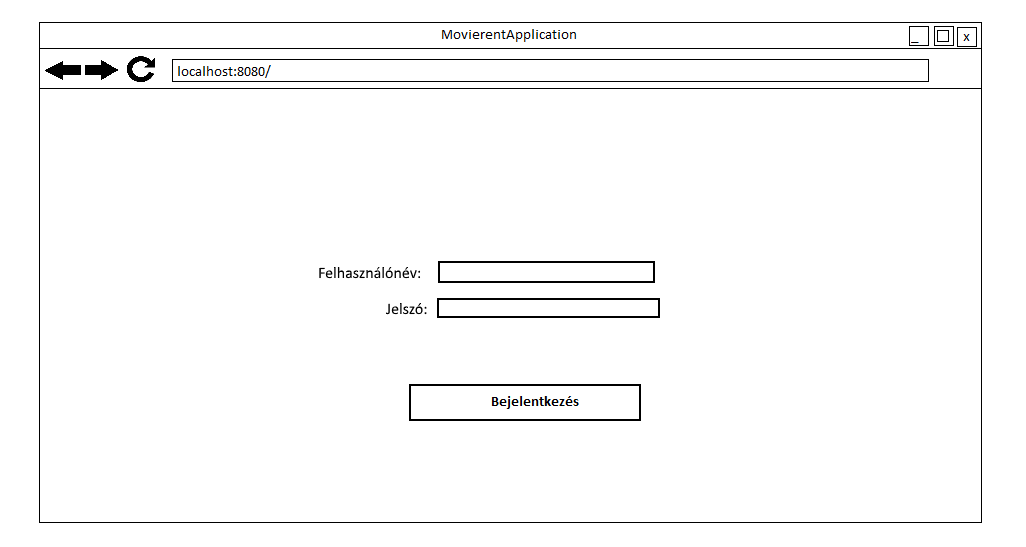 MovierentApplication
_ x
localhost:8080/
Felhasználónév:
Jelszó:
Bejelentkezés